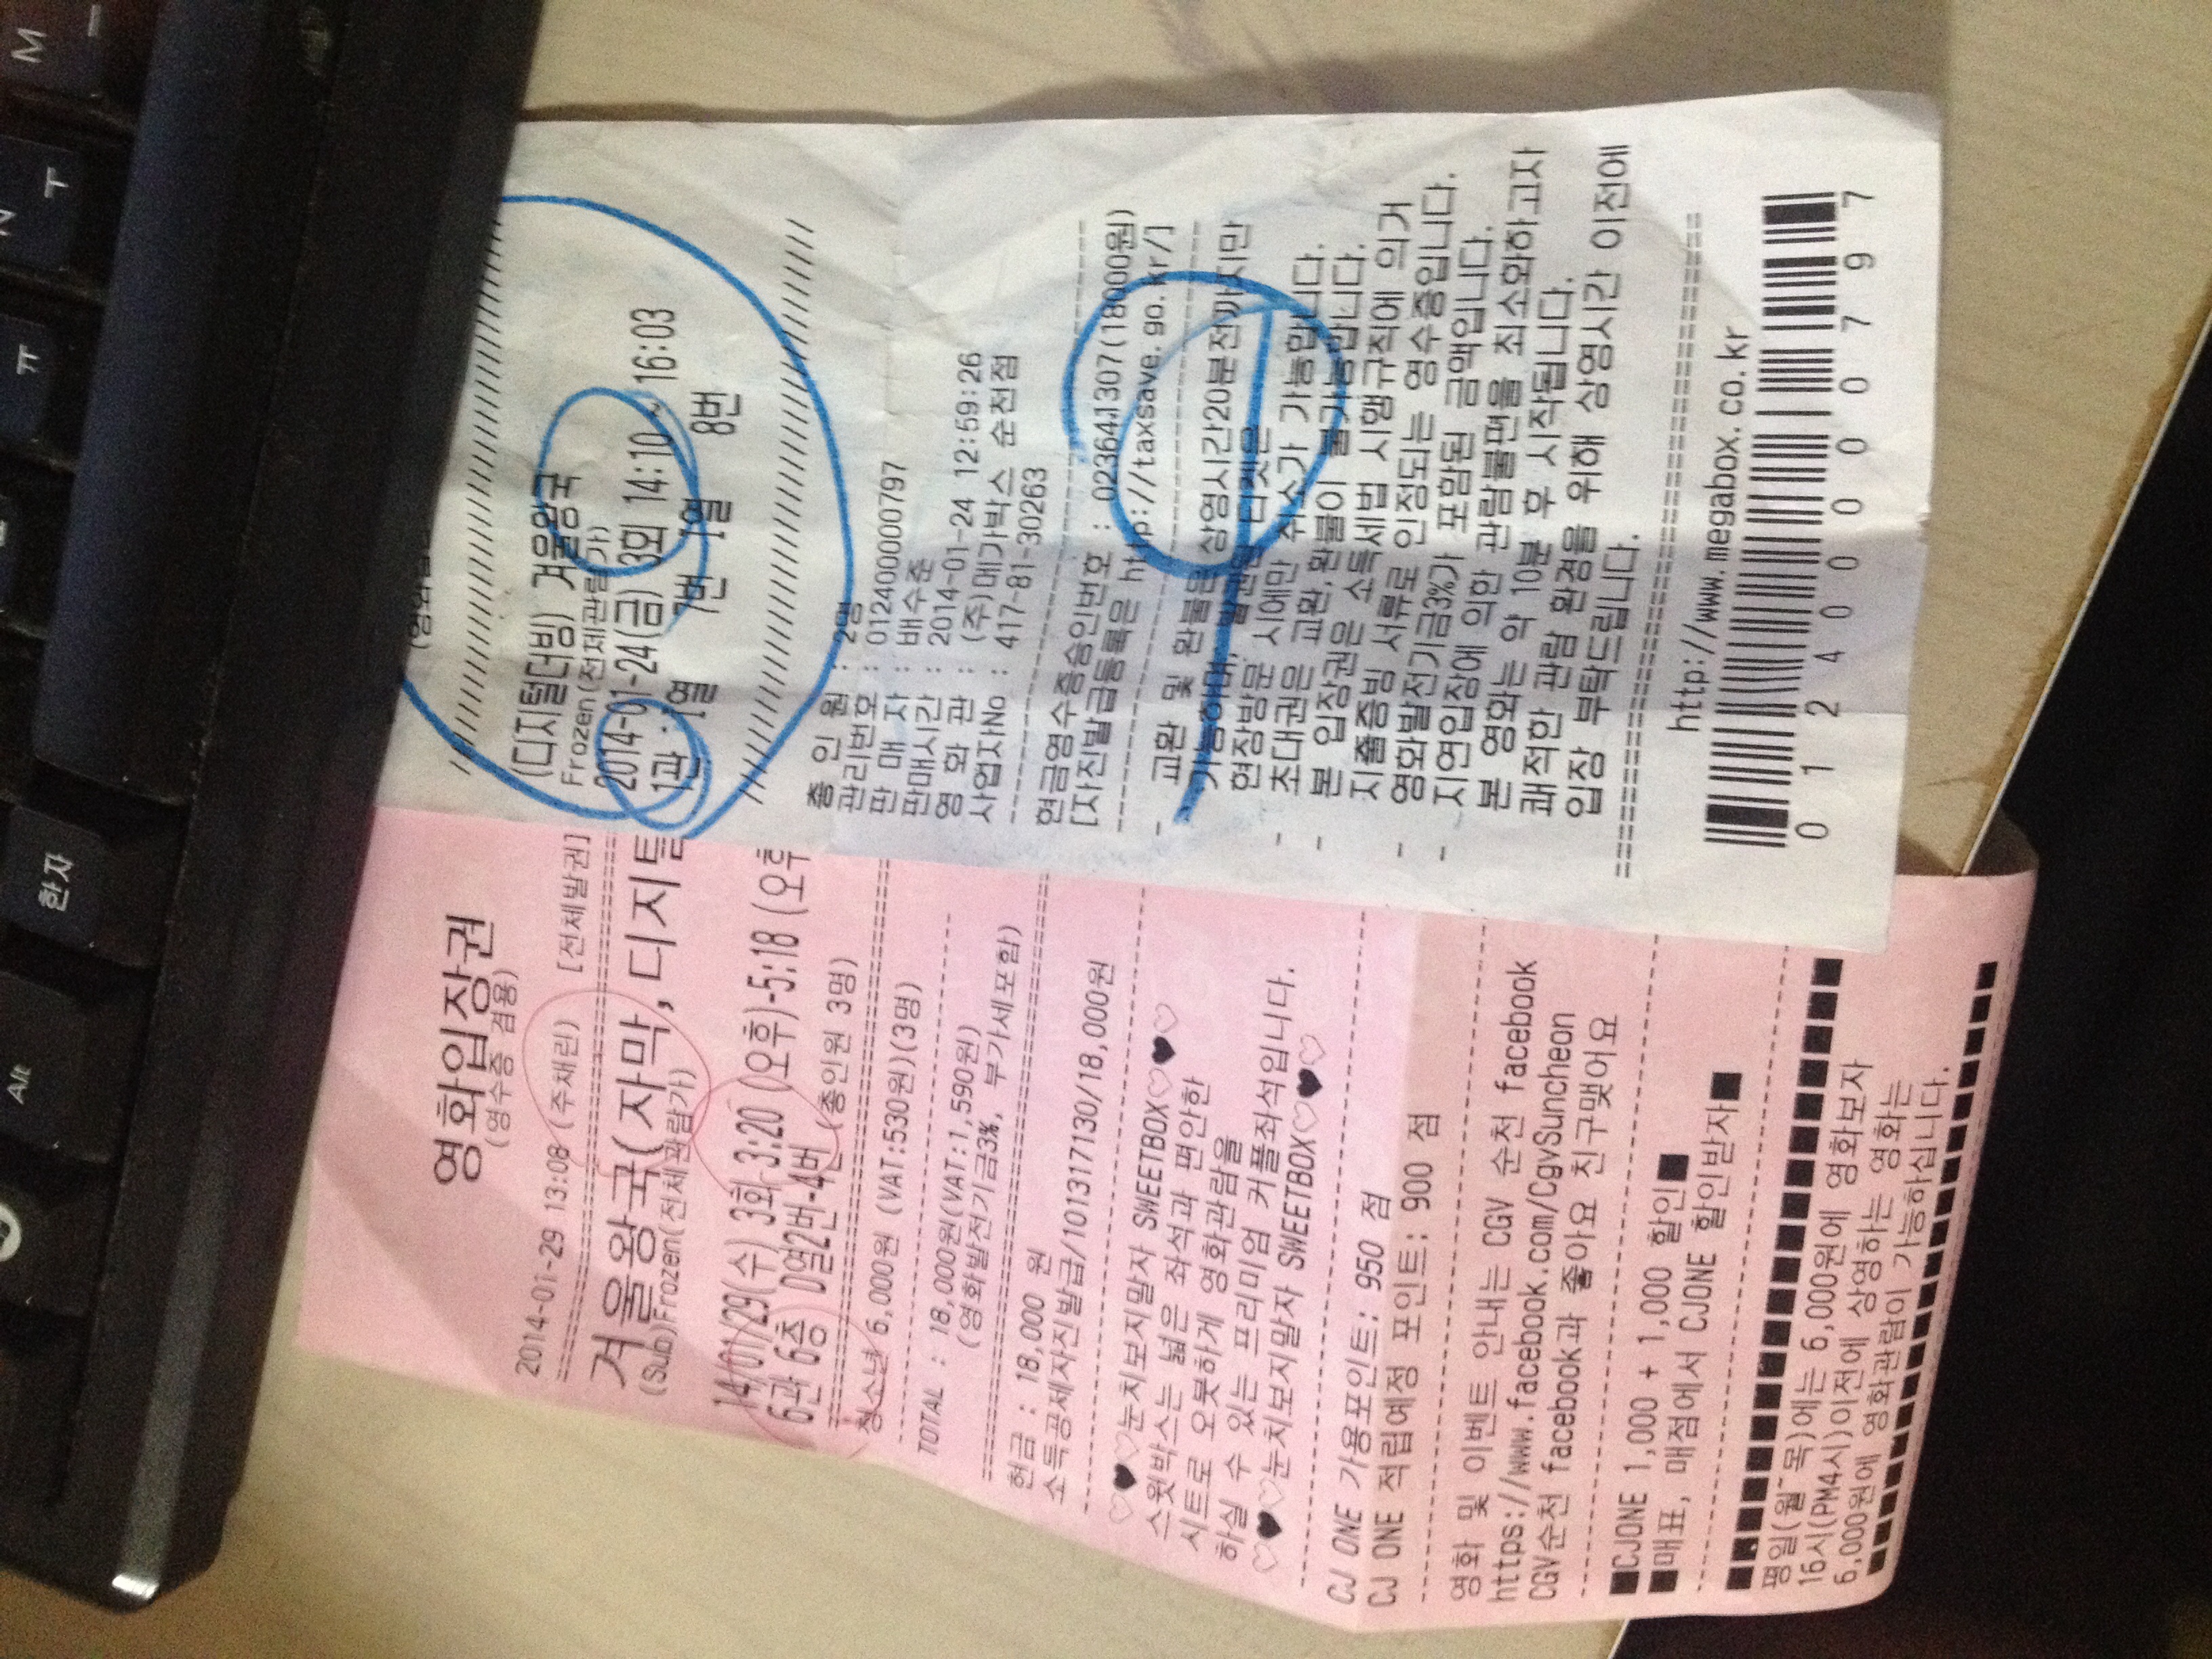 영화입장권
(영수증 겸용)
2014-01-29 13:08 (주채린) [전체발권]
겨울왕국(자막,디지털
(Sub)Frozen(전체관람가)
14/01/29(수) 3회 3:20 (오후)-5:18 (오후
6관 6층 D열2번-4번 (총인원 3명)
청소년 6,000원 (VAT:530원)(3명)
TOTAL : 18,000원(VAT:1,590원)
(영화발전기금3%, 부가세포함)
현금 : 18,000 원
소득공제자진발급/101317130/18,000원
♡♥♡눈치보지말자 SWEETBOX♡♥♡
스윗박스는 넓은 좌석과 편안한
시트로 오붓하게 영화관람을
하실 수 있는 프리미엄 커플좌석입니다.
♡♥♡눈치보지말자 SWEETBOX♡♥♡
CJ ONE 가용포인트: 950 점
CJ ONE 적립예정 포인트: 900 점
영화 및 이벤트 안내는 CGV 순천 facebook
https://www.facebook.com/CgvSuncheon
CGV순천 facebook과 좋아요 친구맺어요
■CJONE 1,000 + 1,000 할인■
■매표, 매점에서 CJONE 할인받자■
평일(월~목)에는 6,000원에 영화보자
16시(PM4시)이전에 상영하는 영화는
6,000원에 영화관람이 가능하십니다.
(디지털더빙) 겨울왕국
Frozen(전체관람가)
2014-01-24(금) 3회 14:10 ~ 16:03
1관 :1열 7번 1열 8번
총 인 원 : 2명
관리번호 : 012400000797
판 매 자 : 배수준
판매시간 : 2014-01-24 12:59:26
영 화 관 : (주)메가박스 순천점
사업자No : 417-81-30263
현금영수증승인번호 : 023641307(18000원)
[자진발급등록은 http://taxsave.go.kr/]
- 교환 및 환불은 상영시간20분전까지만
가능하며, 발권된 티켓은
현장방문 시에만 취소가 가능합니다.
- 초대권은 교환,환불이 불가능합니다.
- 본 입장권은 소득세법 시행규칙에 의거
지출증빙 서류로 인정되는 영수증입니다.
- 영화발전기금3%가 포함된 금액입니다.
- 지연입장에 의한 관람불편을 최소화하고자
본 영화는 약 10분 후 시작됩니다.
쾌적한 관람 환경을 위해 상영시간 이전에
입장 부탁드립니다.
http://www.megabox.co.kr
012400000797
M
ㅡ
N
ㅜ
ㅠ
한자
Alt